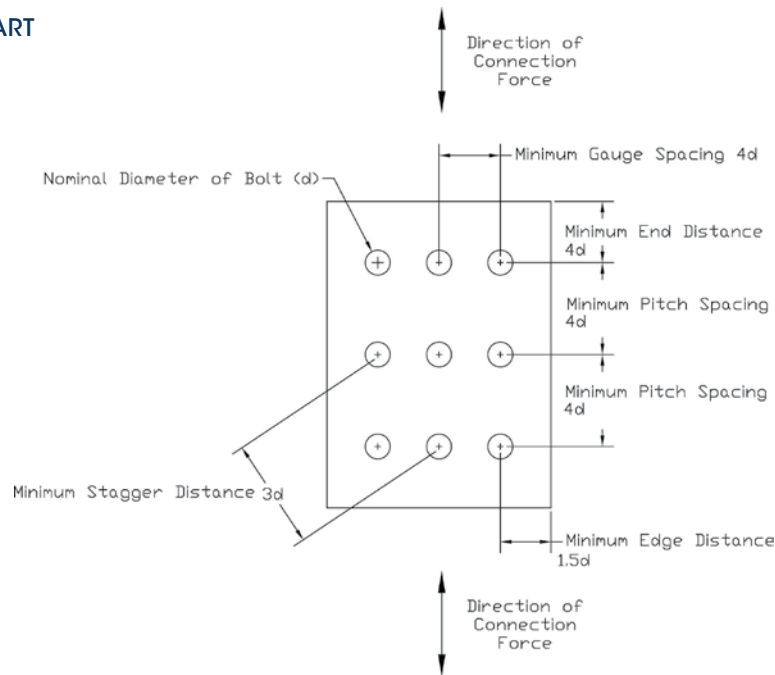 ART
Direction of
Connection
Force
Minimum Gauge Spacing 4d
Nominal Diameter of Bolt (d)
Minimum End Distance
4d
Minimum Pitch Spacing
4d
Minimum Pitch Spacing
4d
Minimum Stagger Distance 3d
Minimum Edge Distance
1.5d
Direction of
Connection
Force